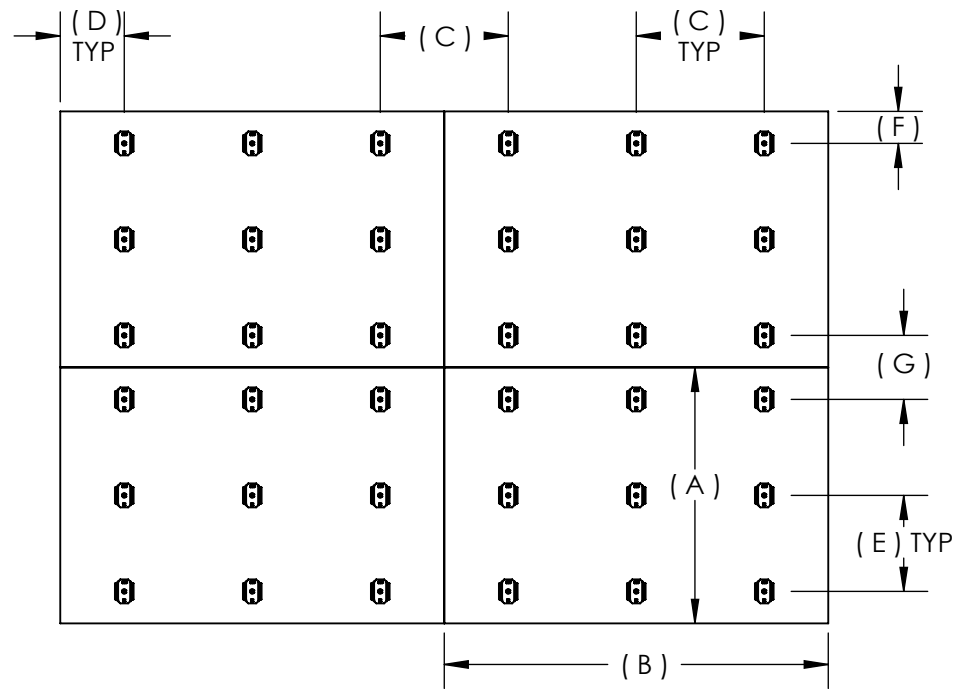 ( D )
TYP
( C )
( C )
TYP
( F )
( G )
( A )
( E ) TYP
( B )